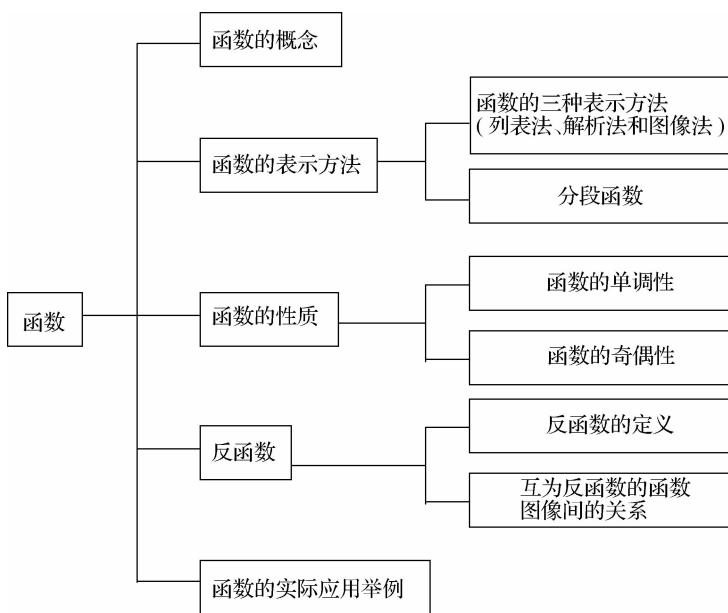 函数的概念
函数的三种表示方法
(列表法、解析法和图像法)
函数的表示方法
分段函数
函数的单调性
函数
函数的性质
函数的奇偶性
反函数的定义
反函数
互为反函数的函数
图像间的关系
函数的实际应用举例